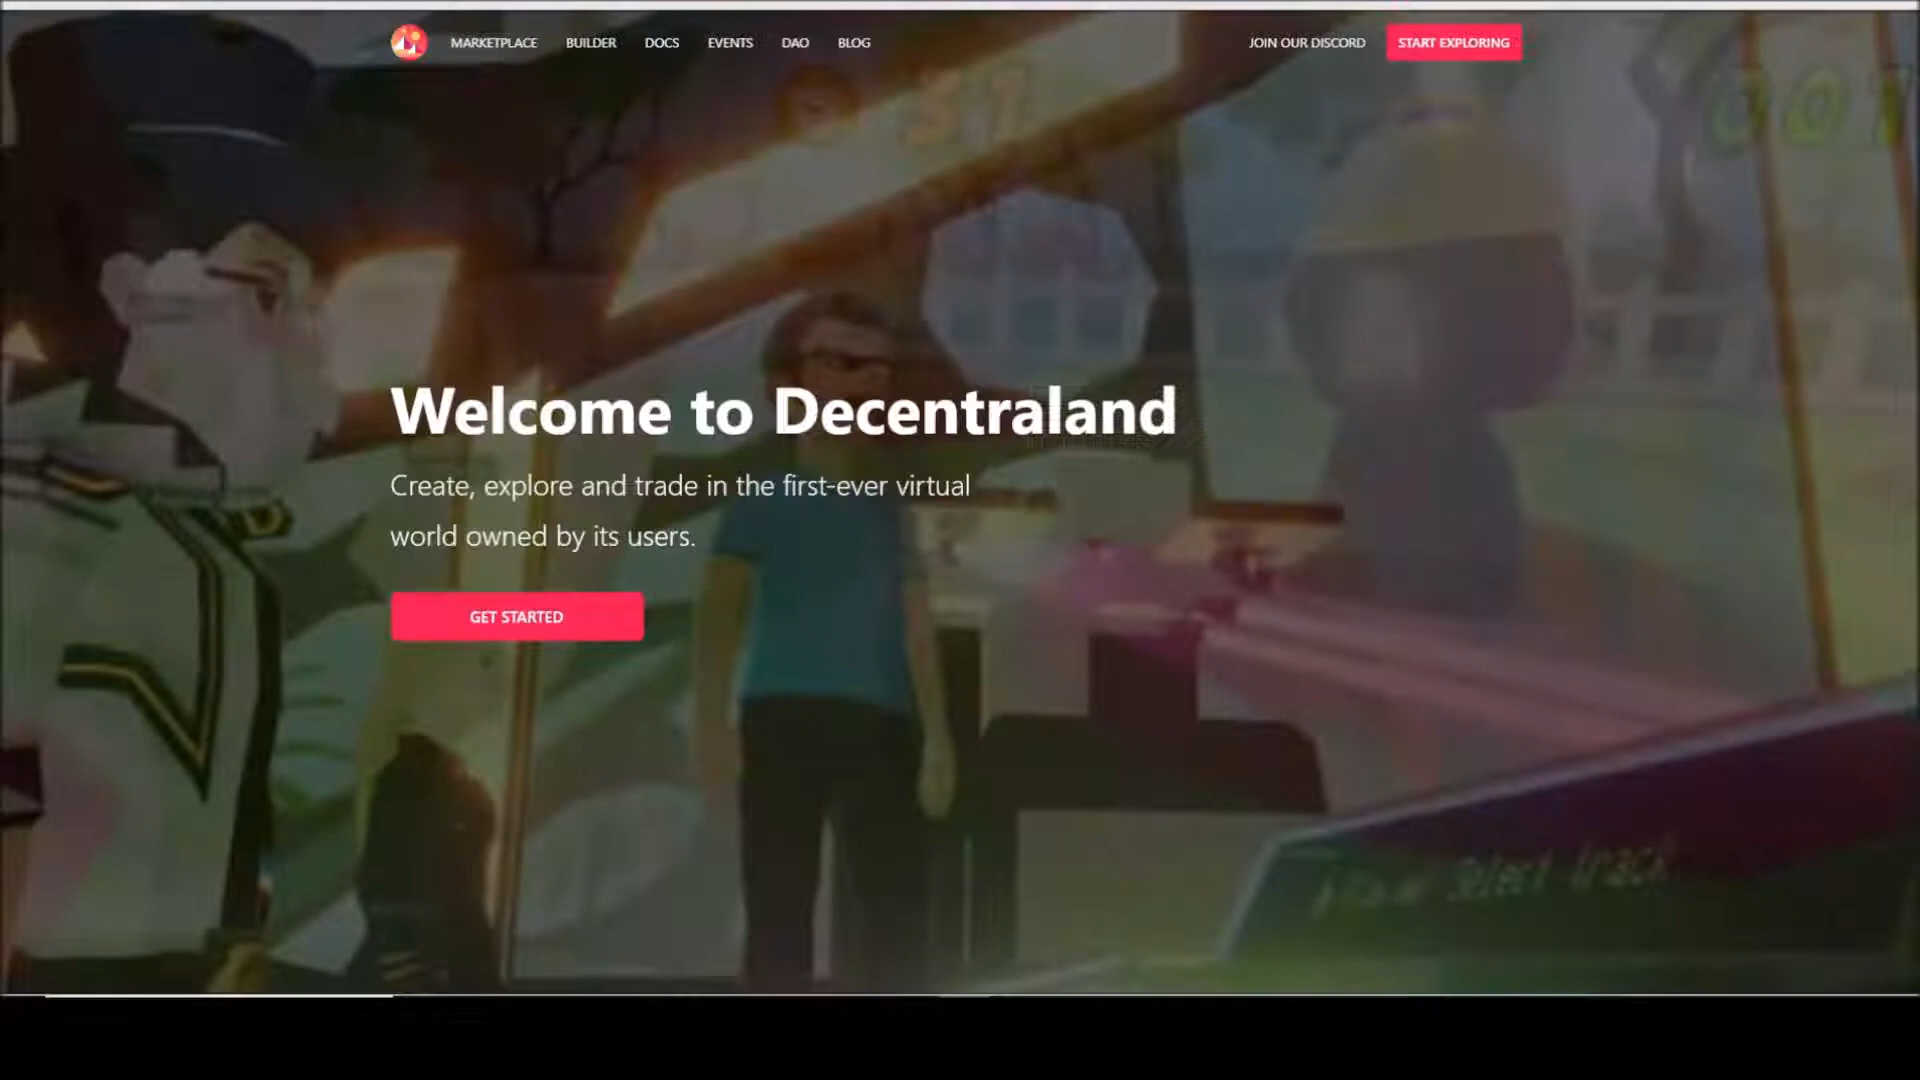 MARKETPLACE BUILDER DOCS EVENTS DAO BLOG JOIN OUR DISCORD START EXPLORING
Welcome to Decentraland
Create, explore and trade in the first-ever virtual
world owned by its users.
GET STARTED